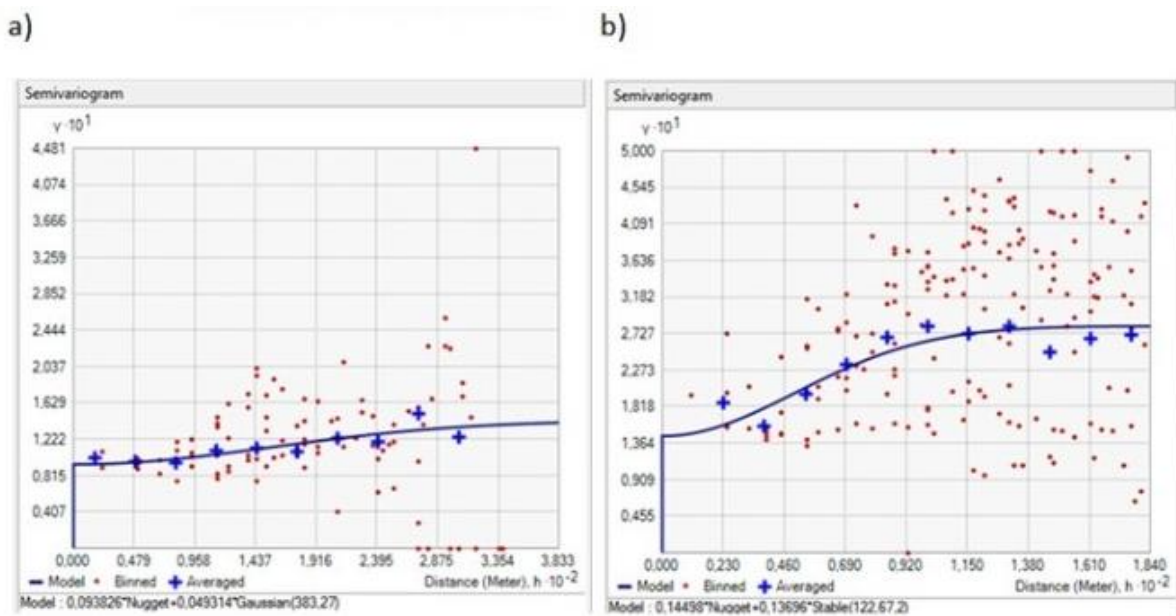 a)
b)
Semivariogram
γ·10¹
4,481
4,074
3,666
3,259
2,852
2,444
2,037
1,629
1,222
0,815
0,407
0,000 0,479 0,958 1,437 1,916 2,395 2,875 3,354 3,833
Model Binned Averaged Distance (Meter), h·10⁻²
Model : 0,093826*Nugget+0,049314*Gaussian(383,27)
Semivariogram
γ·10¹
5,000
4,545
4,091
3,636
3,182
2,727
2,273
1,818
1,364
0,909
0,455
0,000 0,230 0,460 0,690 0,920 1,150 1,380 1,610 1,840
Model Binned Averaged Distance (Meter), h·10⁻²
Model : 0,14498*Nugget+0,13696*Stable(122,67,2)